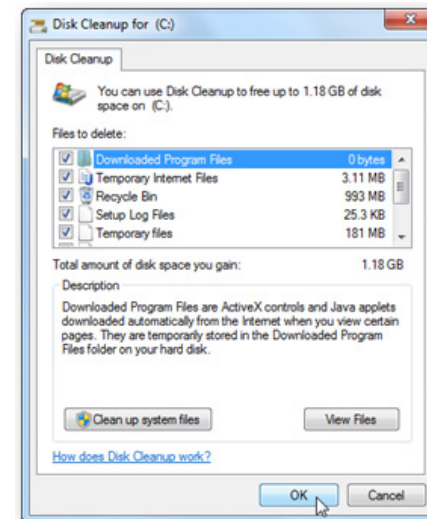 Disk Cleanup for (C:)
Disk Cleanup
You can use Disk Cleanup to free up to 1.18 GB of disk
space on (C:).
Files to delete:
Downloaded Program Files 0 bytes
Temporary Internet Files 3.11 MB
Recycle Bin 993 MB
Setup Log Files 25.3 KB
Temporary files 181 MB
Total amount of disk space you gain: 1.18 GB
Description
Downloaded Program Files are ActiveX controls and Java applets
downloaded automatically from the Internet when you view certain
pages. They are temporarily stored in the Downloaded Program
Files folder on your hard disk.
Clean up system files View Files
How does Disk Cleanup work?
OK Cancel